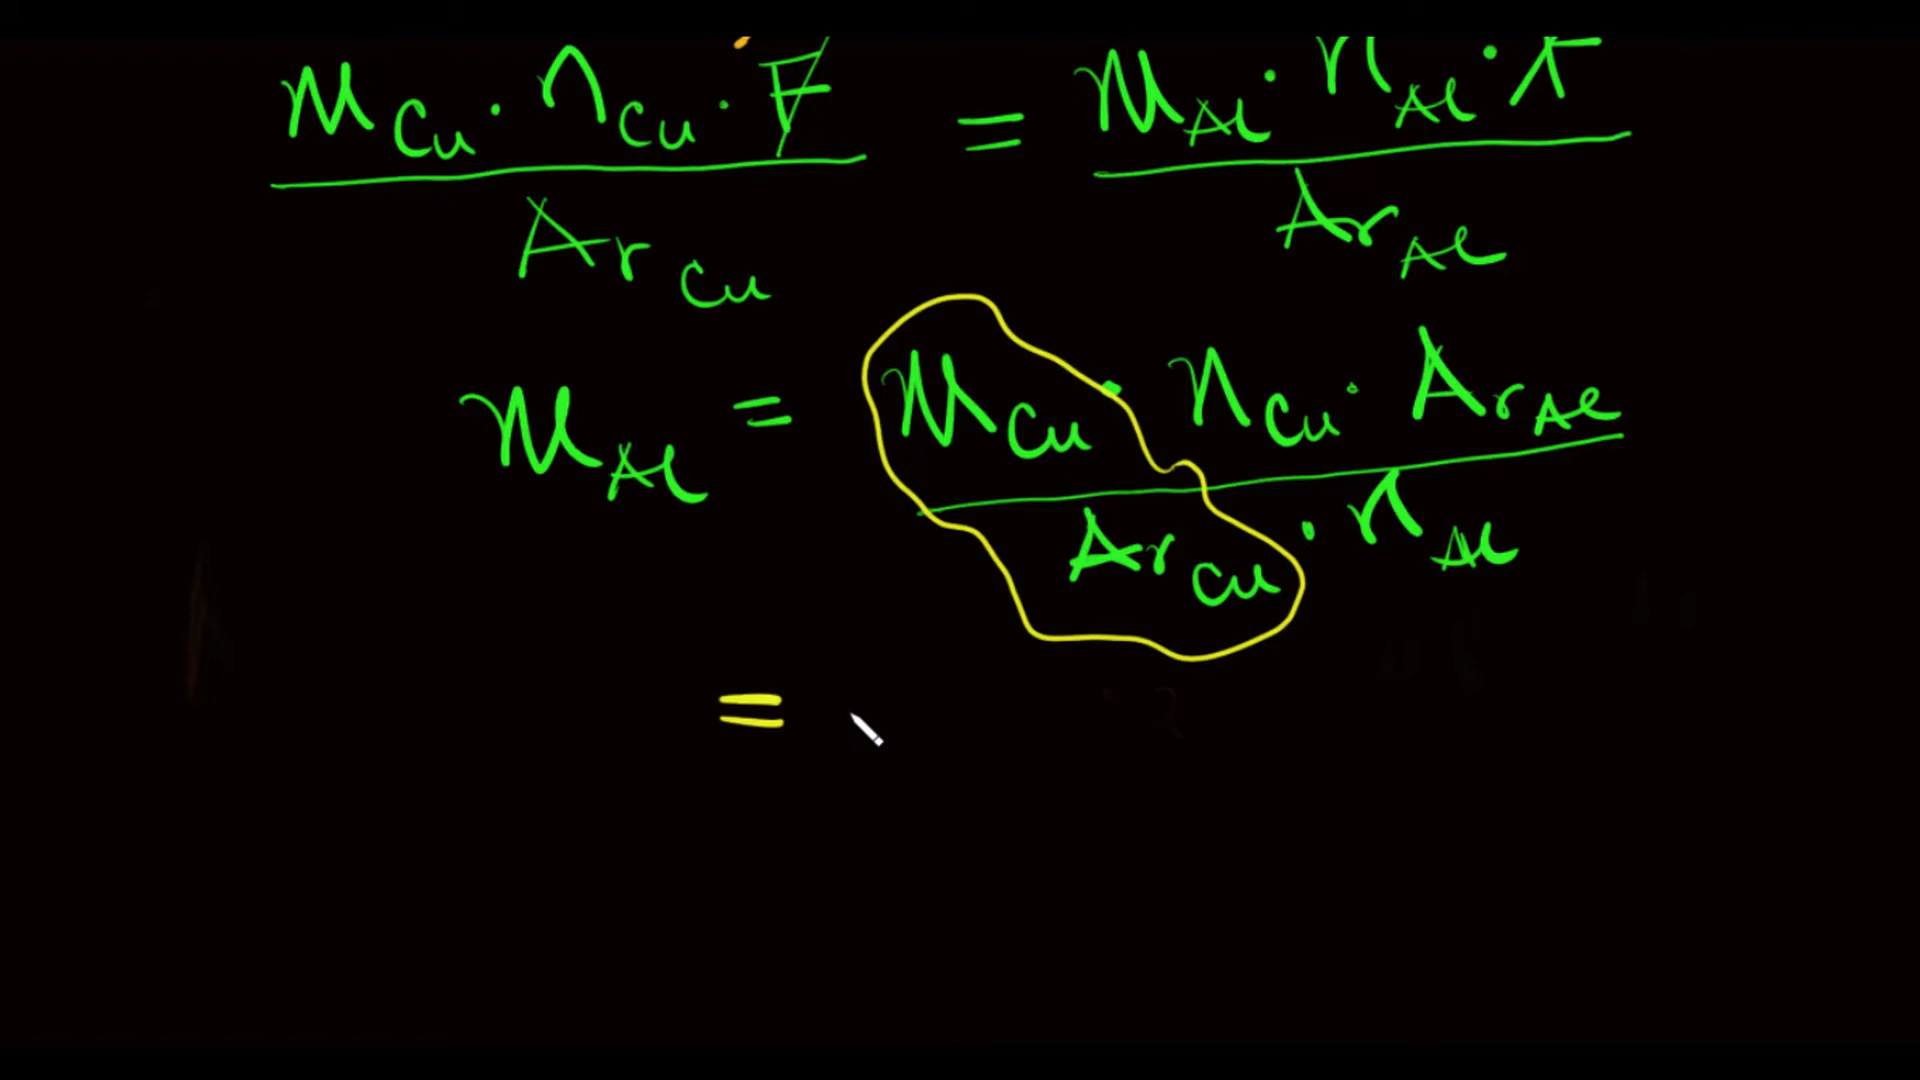 m_Cu · n_Cu · F / Ar_Cu = m_Al · n_Al · F / Ar_Al
m_Al = m_Cu · n_Cu · Ar_Al / Ar_Cu · n_Al
=